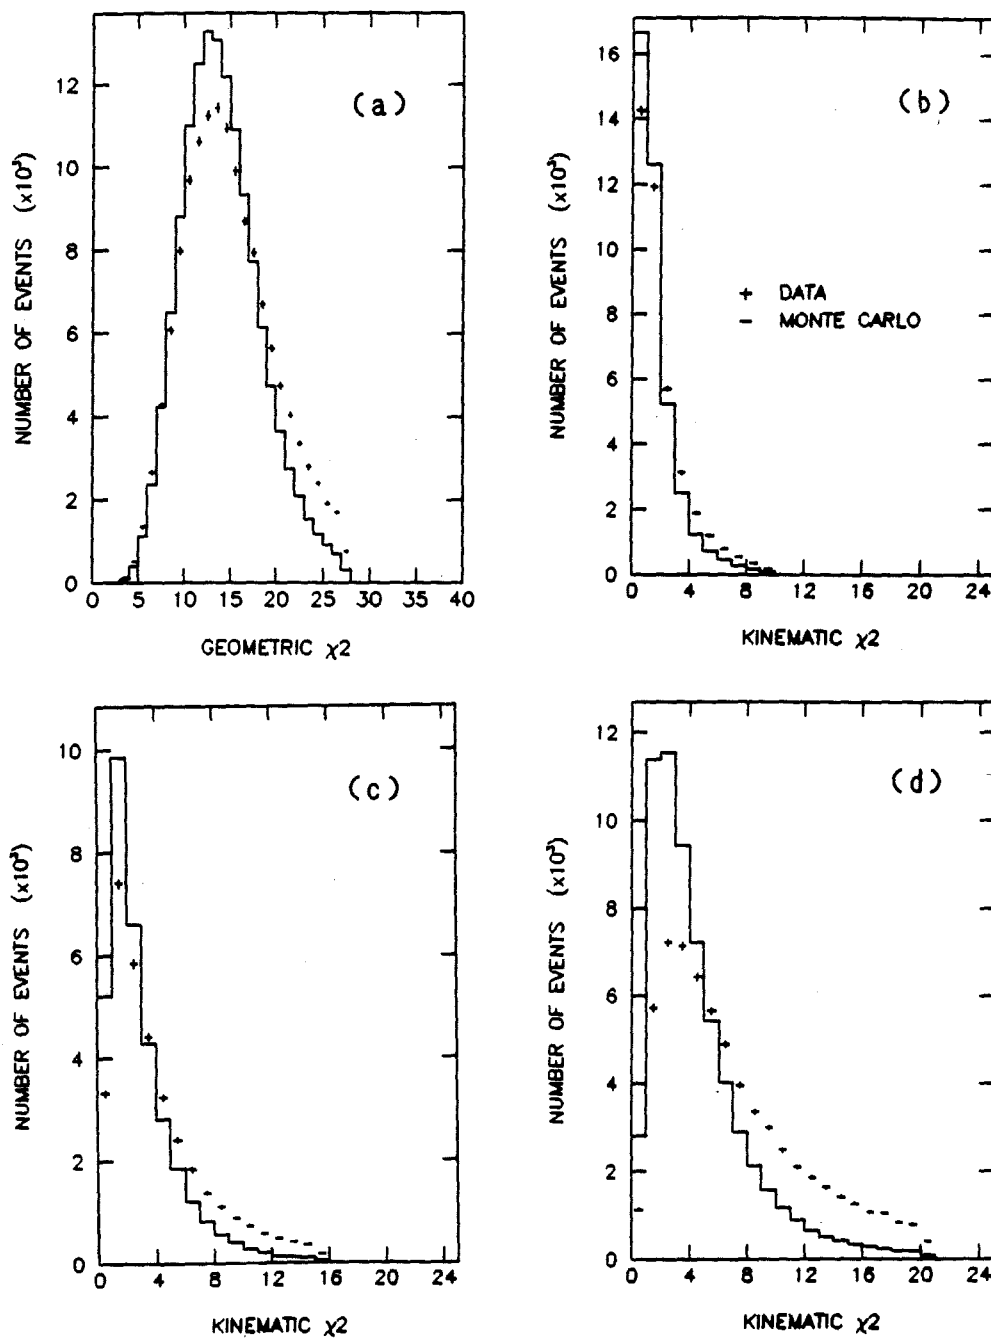 (a)
NUMBER OF EVENTS (x10³)
12
10
8
6
4
2
0
0 5 10 15 20 25 30 35 40
GEOMETRIC χ2
(b)
NUMBER OF EVENTS (x10³)
16
14
12
10
8
6
4
2
0
+ DATA
− MONTE CARLO
0 4 8 12 16 20 24
KINEMATIC χ2
(c)
NUMBER OF EVENTS (x10³)
10
8
6
4
2
0
0 4 8 12 16 20 24
KINEMATIC χ2
(d)
NUMBER OF EVENTS (x10³)
12
10
8
6
4
2
0
0 4 8 12 16 20 24
KINEMATIC χ2